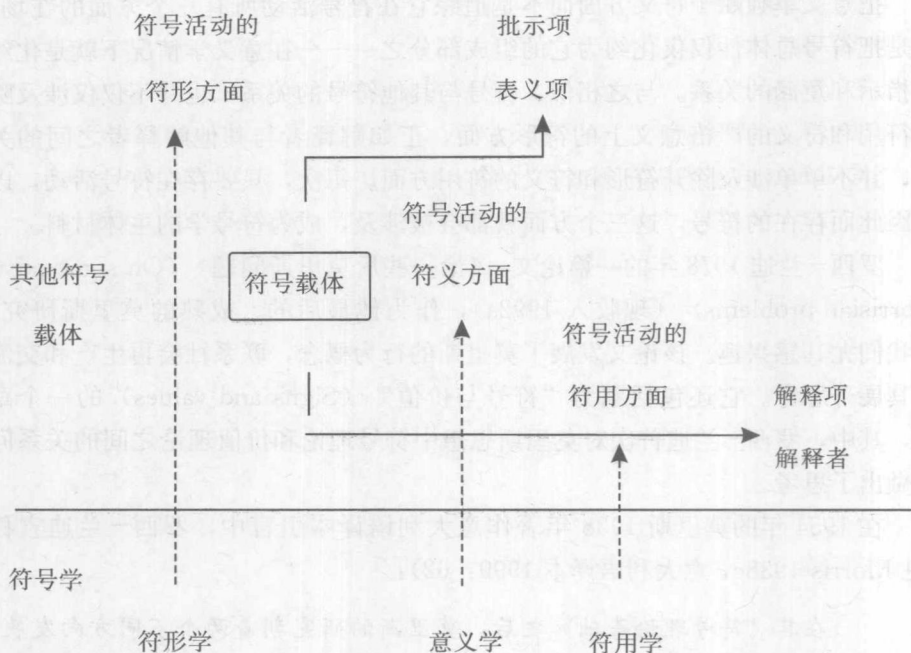 符号活动的
批示项
符形方面
表义项
符号活动的
其他符号
符号载体
符义方面
载体
符号活动的
符用方面
解释项
解释者
符号学
符形学
意义学
符用学